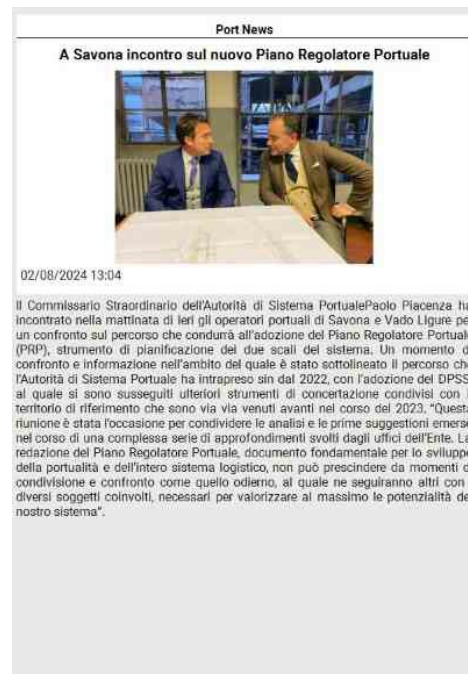 Port News
A Savona incontro sul nuovo Piano Regolatore Portuale
02/08/2024 13:04
Il Commissario Straordinario dell'Autorità di Sistema PortualePaolo Piacenza ha
incontrato nella mattinata di ieri gli operatori portuali di Savona e Vado Ligure pe
un confronto sul percorso che condurrà all'adozione del Piano Regolatore Portuale
(PRP), strumento di pianificazione dei due scali del sistema. Un momento d
confronto e informazione nell'ambito del quale è stato sottolineato il percorso che
l'Autorità di Sistema Portuale ha intrapreso sin dal 2022, con l'adozione del DPSS
al quale si sono susseguiti ulteriori strumenti di concertazione condivisi con i
territorio di riferimento che sono via via venuti avanti nel corso del 2023. "Questa
riunione è stata l'occasione per condividere le analisi e le prime suggestioni emerse
nel corso di una complessa serie di approfondimenti svolti dagli uffici dell'Ente. La
redazione del Piano Regolatore Portuale, documento fondamentale per lo sviluppo
della portualità e dell'intero sistema logistico, non può prescindere da momenti d
condivisione e confronto come quello odierno, al quale ne seguiranno altri con i
diversi soggetti coinvolti, necessari per valorizzare al massimo le potenzialità de
nostro sistema".